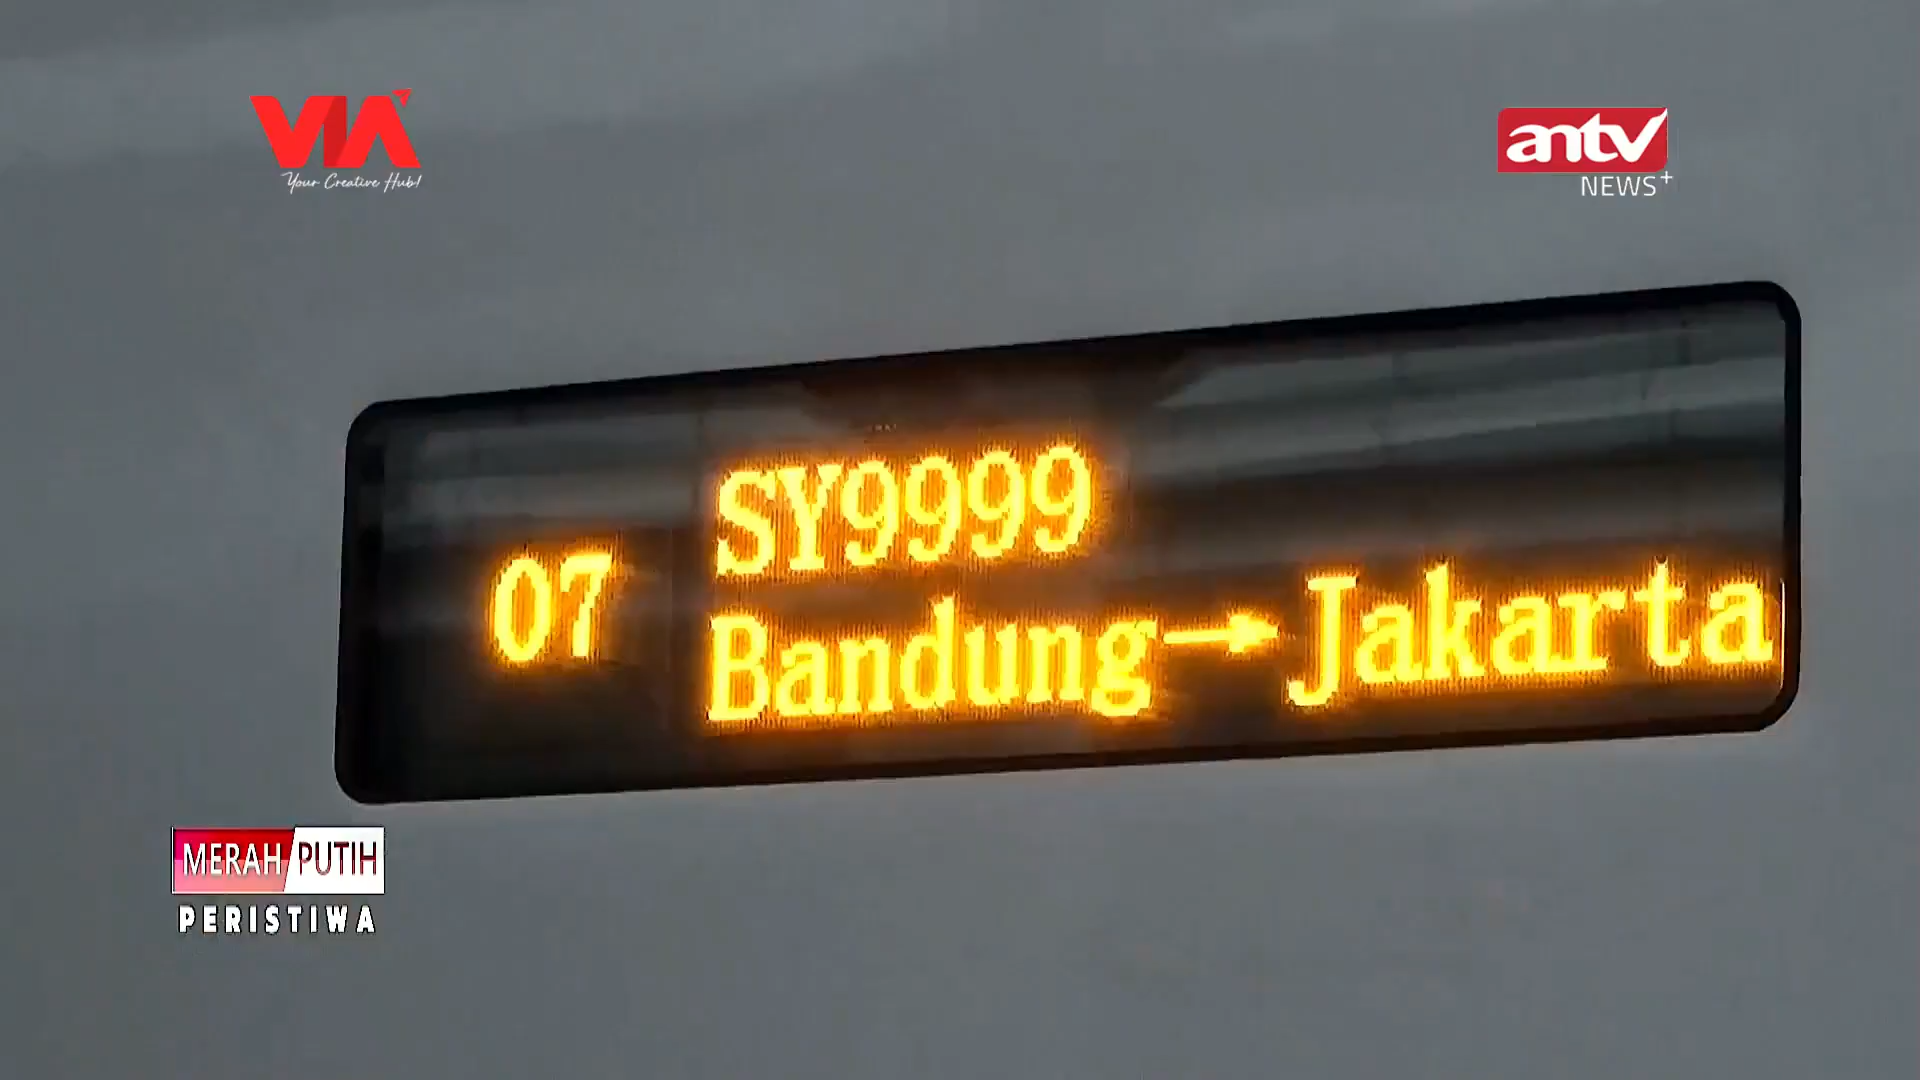 VIA
Your Creative Hub!
antv
NEWS+
SY9999
07
Bandung→Jakarta
MERAH PUTIH
PERISTIWA